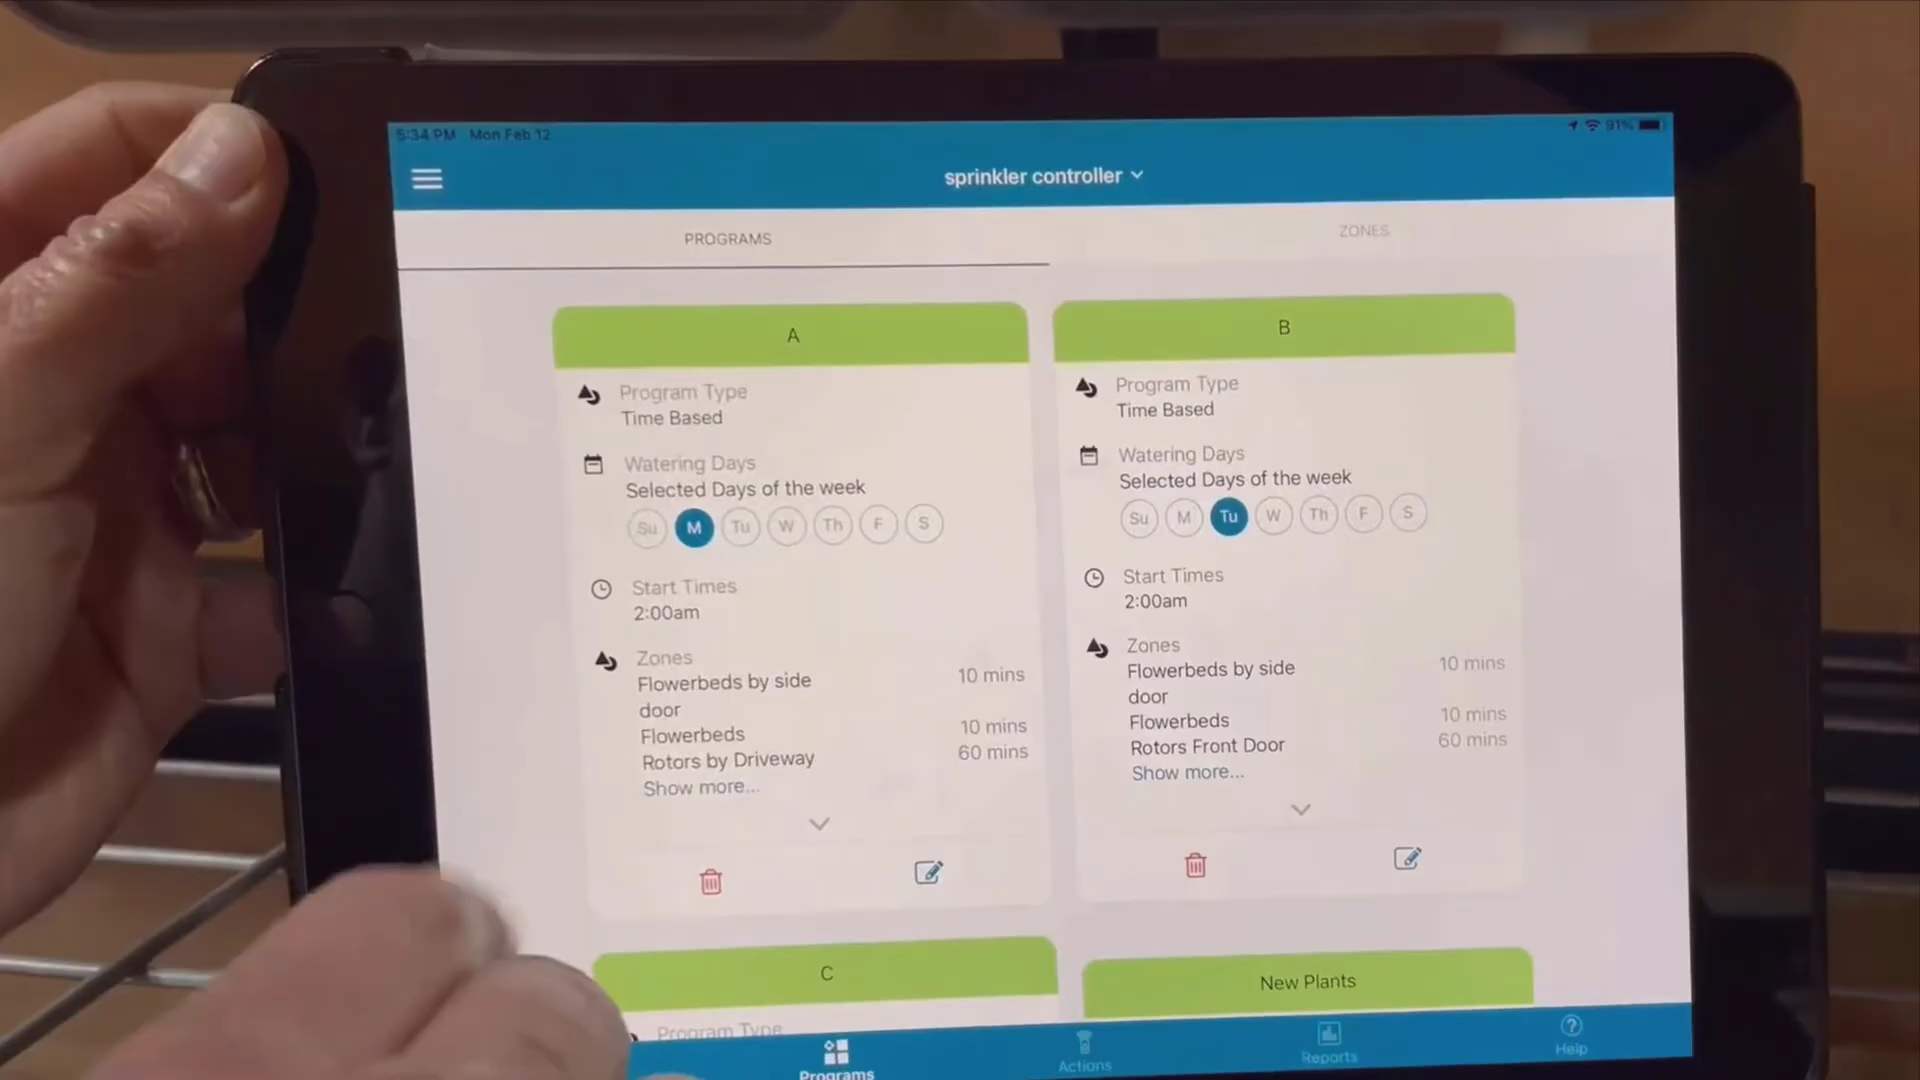 5:34 PM Mon Feb 12
91%
sprinkler controller
PROGRAMS
ZONES
A
Program Type
Time Based
Watering Days
Selected Days of the week
Su M Tu W Th F S
Start Times
2:00am
Zones
Flowerbeds by side 10 mins
door
Flowerbeds 10 mins
Rotors by Driveway 60 mins
Show more...
B
Program Type
Time Based
Watering Days
Selected Days of the week
Su M Tu W Th F S
Start Times
2:00am
Zones
Flowerbeds by side 10 mins
door
Flowerbeds 10 mins
Rotors Front Door 60 mins
Show more...
C
Program Type
New Plants
Programs
Actions
Reports
Help